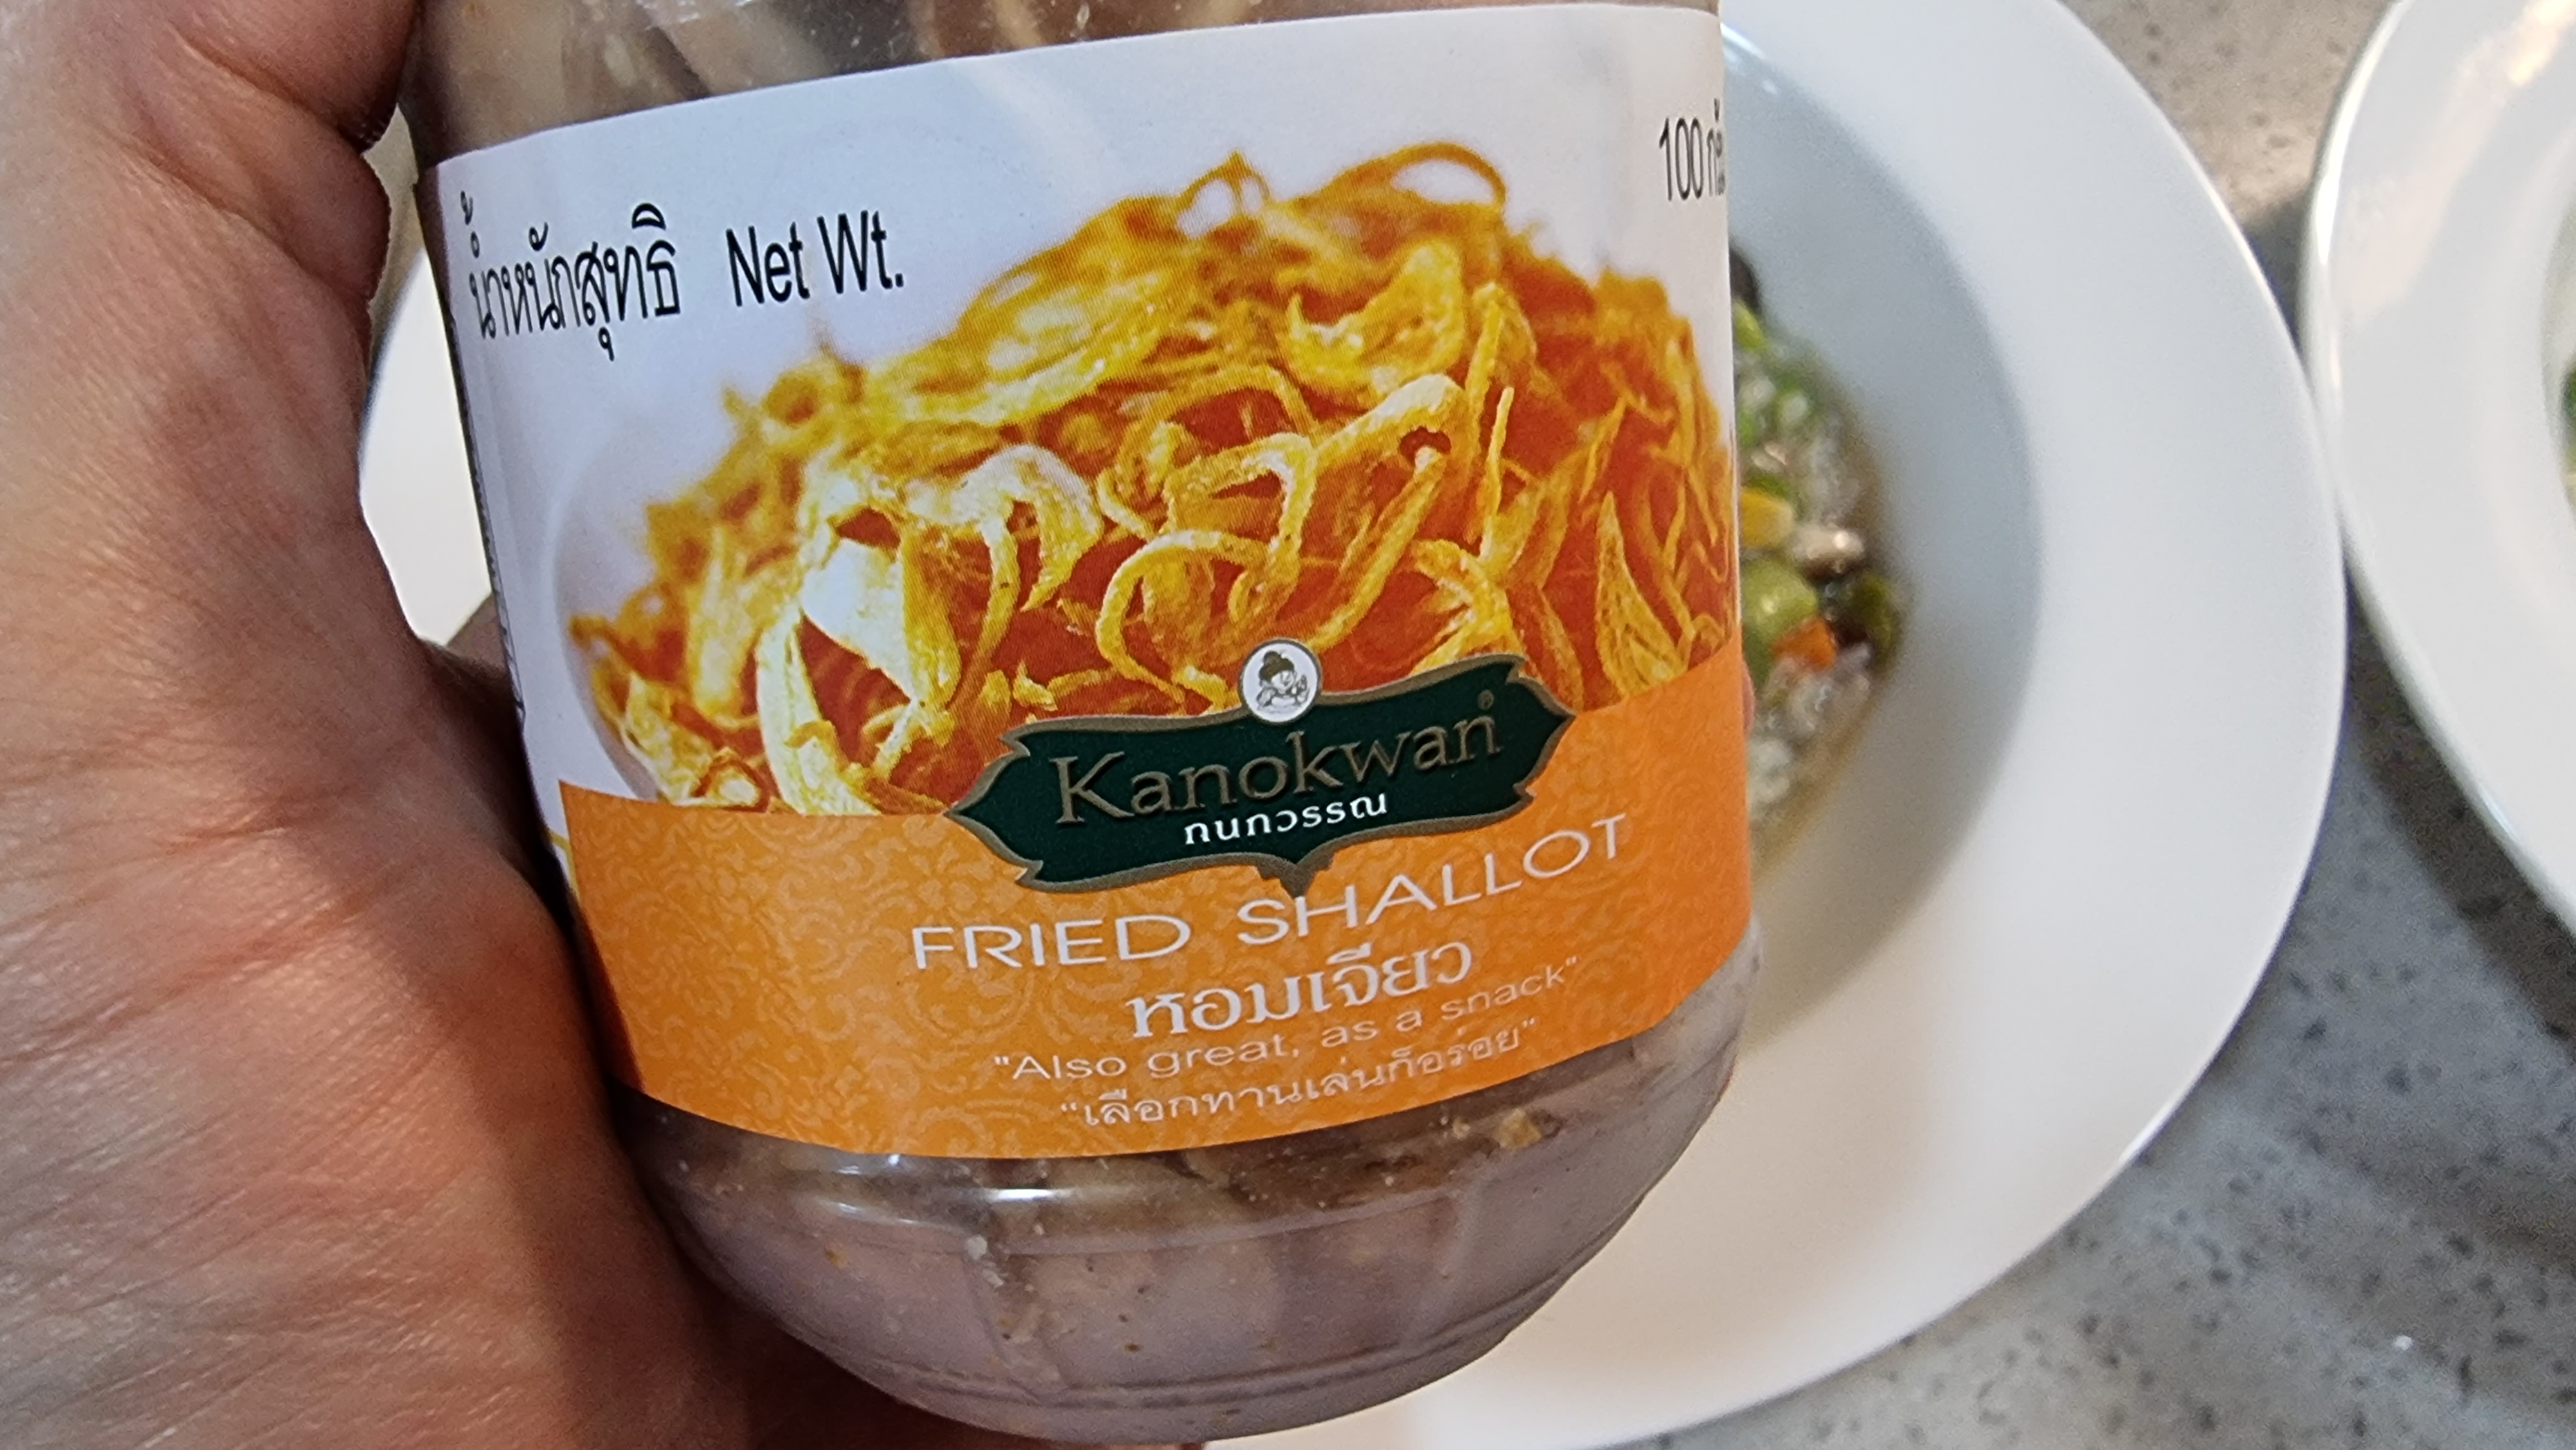 น้ำหนักสุทธิ Net Wt. 100
Kanokwan®
กนกวรรณ
FRIED SHALLOT
หอมเจียว
"Also great, as a snack"
"เลือกทานเล่นก็อร่อย"